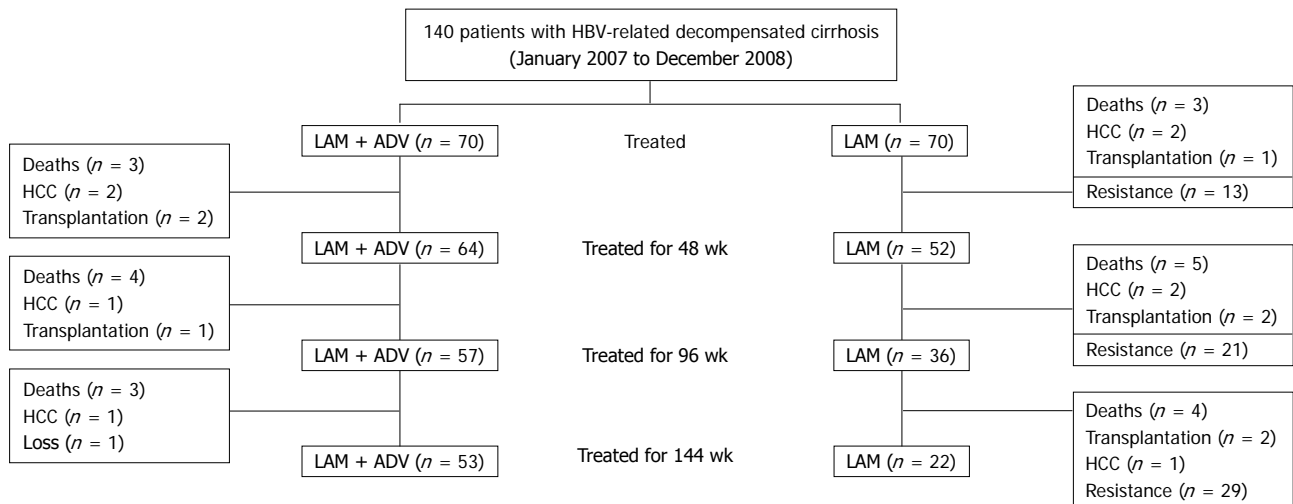 140 patients with HBV-related decompensated cirrhosis
(January 2007 to December 2008)
LAM + ADV (n = 70)
Treated
LAM (n = 70)
Deaths (n = 3)
HCC (n = 2)
Transplantation (n = 2)
Deaths (n = 3)
HCC (n = 2)
Transplantation (n = 1)
Resistance (n = 13)
LAM + ADV (n = 64)
Treated for 48 wk
LAM (n = 52)
Deaths (n = 4)
HCC (n = 1)
Transplantation (n = 1)
Deaths (n = 5)
HCC (n = 2)
Transplantation (n = 2)
Resistance (n = 21)
LAM + ADV (n = 57)
Treated for 96 wk
LAM (n = 36)
Deaths (n = 3)
HCC (n = 1)
Loss (n = 1)
Deaths (n = 4)
Transplantation (n = 2)
HCC (n = 1)
Resistance (n = 29)
LAM + ADV (n = 53)
Treated for 144 wk
LAM (n = 22)